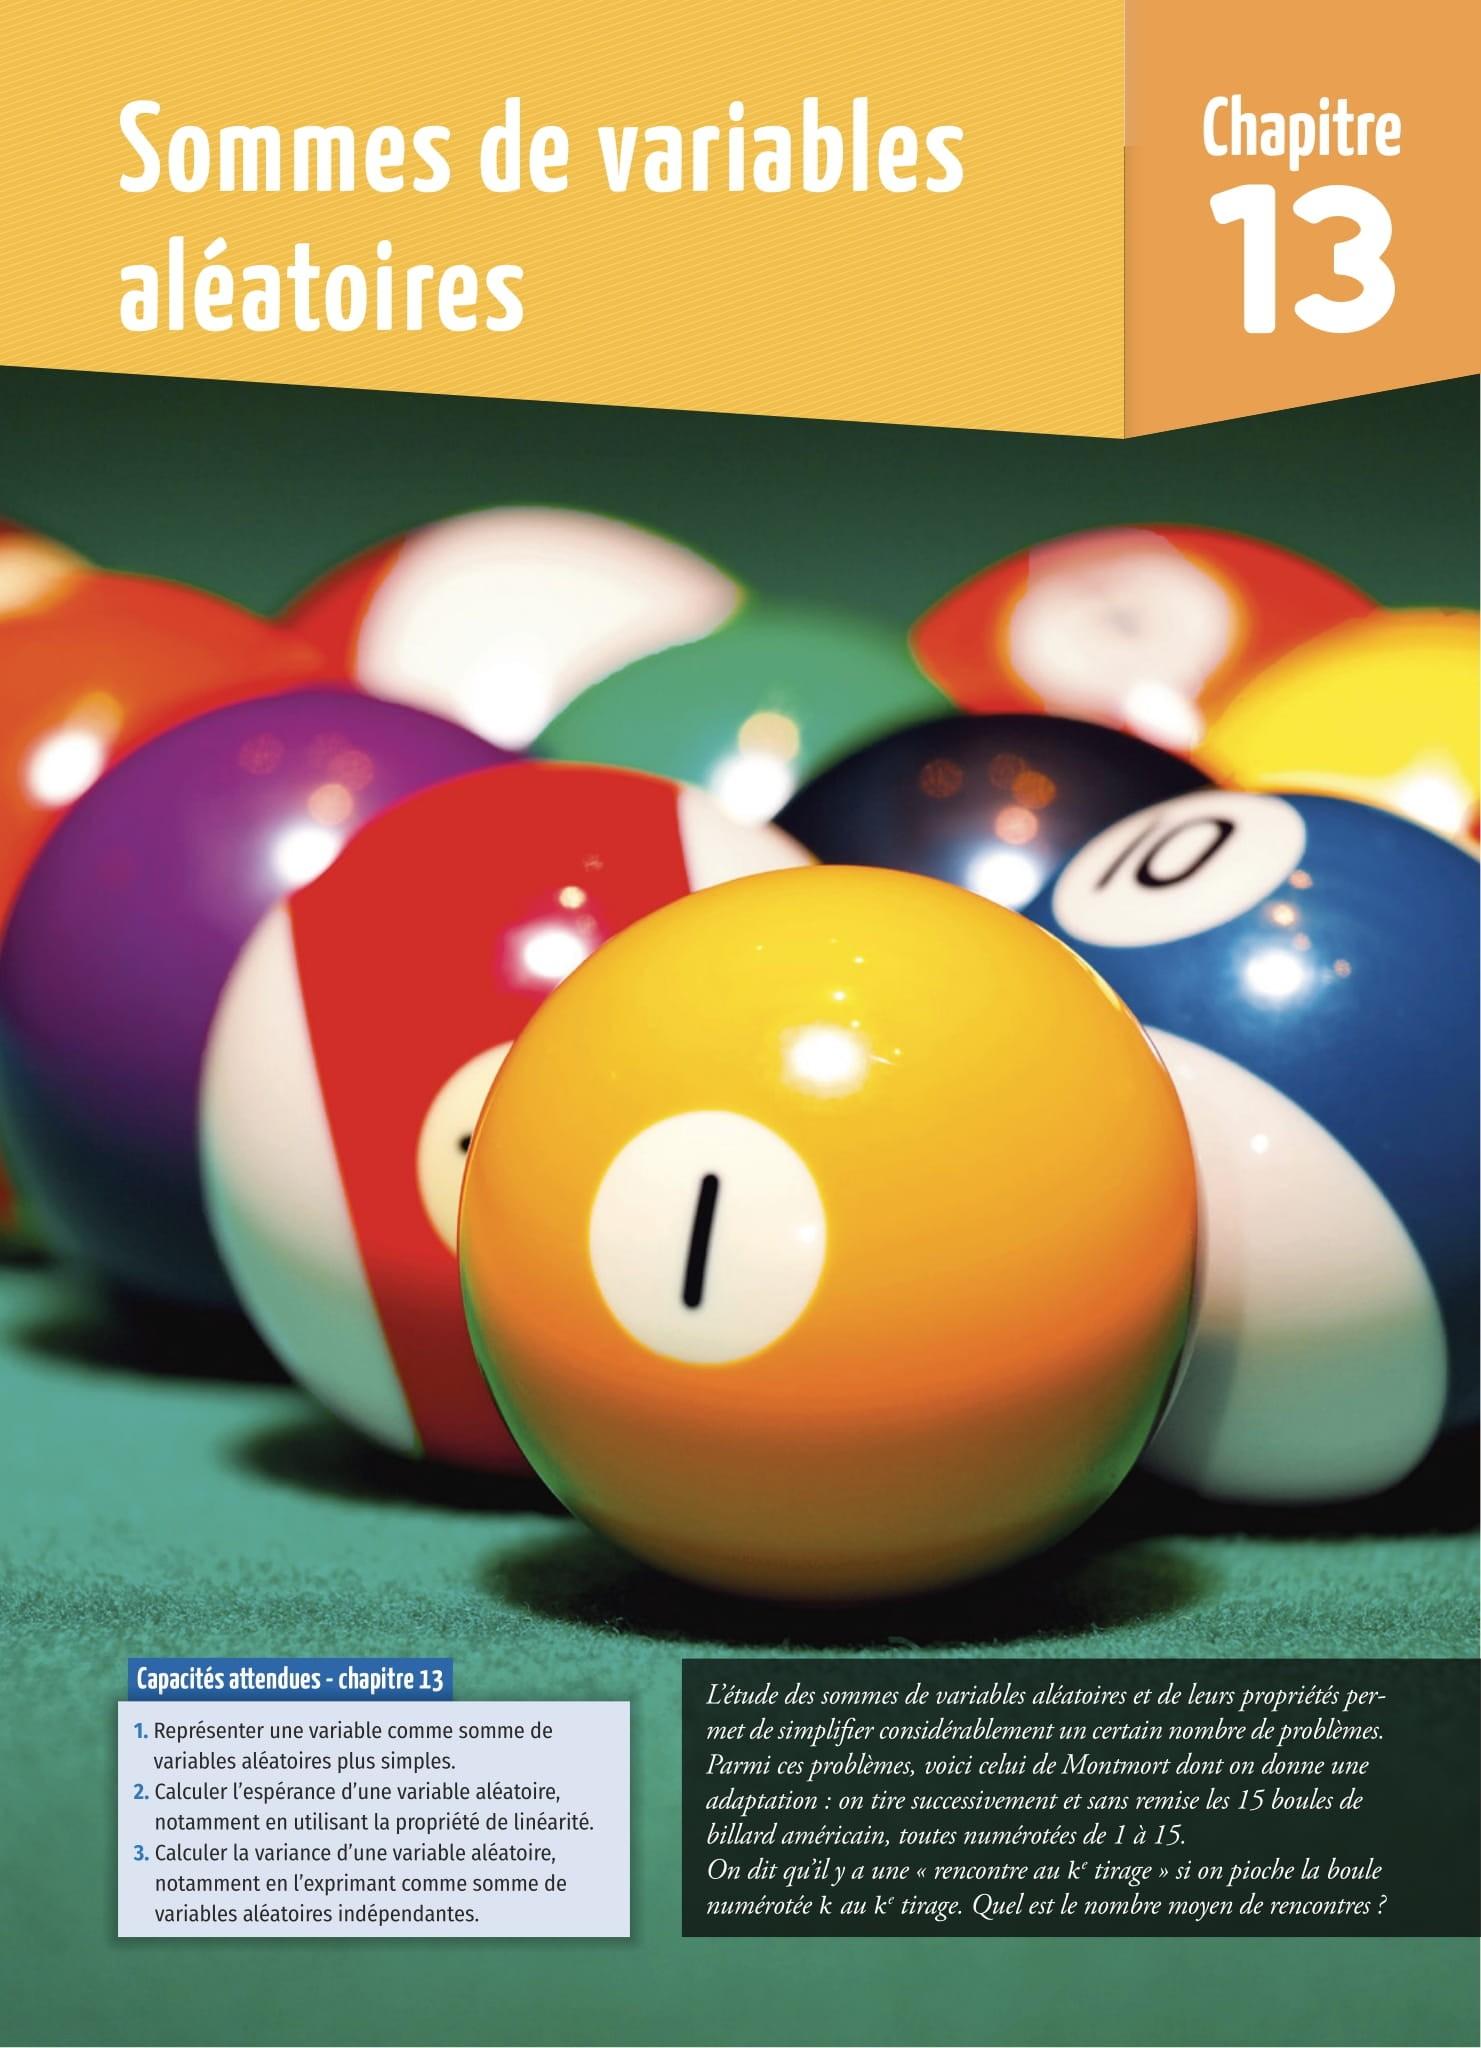 Sommes de variables
aléatoires
Chapitre
13
10
1
Capacités attendues - chapitre 13
1. Représenter une variable comme somme de
variables aléatoires plus simples.
2. Calculer l'espérance d'une variable aléatoire,
notamment en utilisant la propriété de linéarité.
3. Calculer la variance d'une variable aléatoire,
notamment en l'exprimant comme somme de
variables aléatoires indépendantes.
L'étude des sommes de variables aléatoires et de leurs propriétés per-
met de simplifier considérablement un certain nombre de problèmes.
Parmi ces problèmes, voici celui de Montmort dont on donne une
adaptation : on tire successivement et sans remise les 15 boules de
billard américain, toutes numérotées de 1 à 15.
On dit qu'il y a une « rencontre au kᵉ tirage » si on pioche la boule
numérotée k au kᵉ tirage. Quel est le nombre moyen de rencontres ?